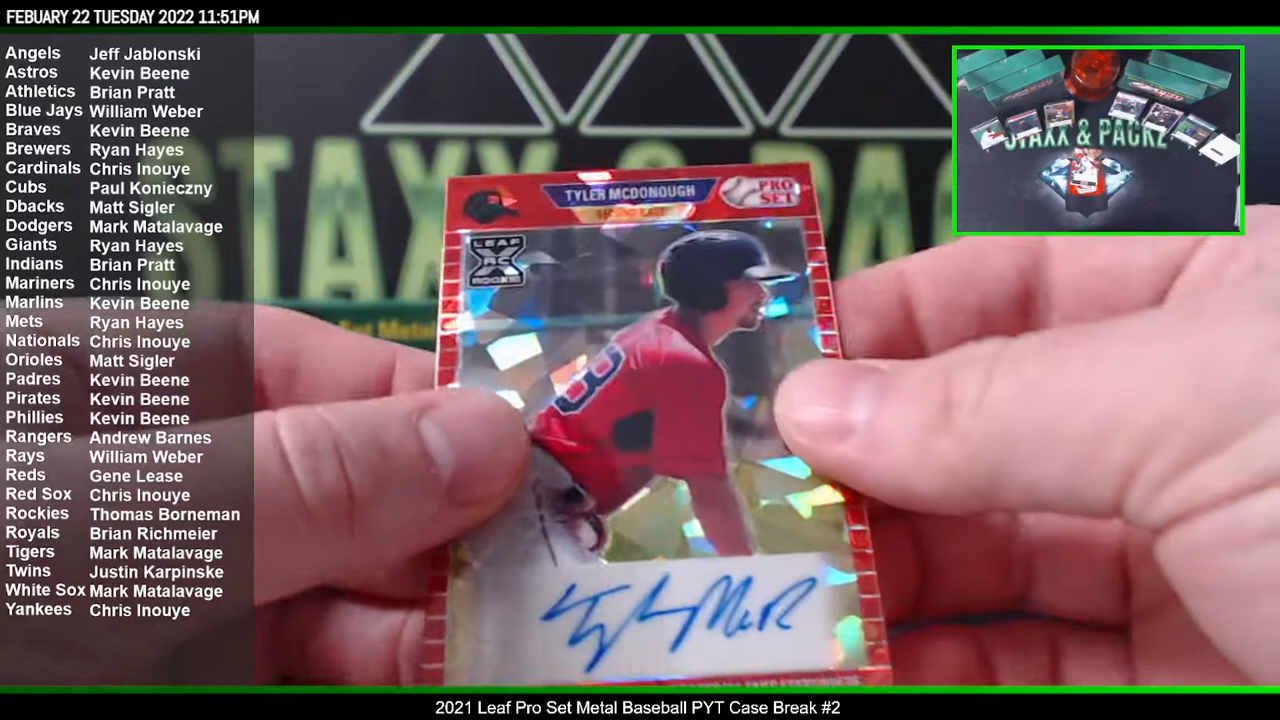 FEBUARY 22 TUESDAY 2022 11:51PM
Angels Jeff Jablonski
Astros Kevin Beene
Athletics Brian Pratt
Blue Jays William Weber
Braves Kevin Beene
Brewers Ryan Hayes
Cardinals Chris Inouye
Cubs Paul Konieczny
Dbacks Matt Sigler
Dodgers Mark Matalavage
Giants Ryan Hayes
Indians Brian Pratt
Mariners Chris Inouye
Marlins Kevin Beene
Mets Ryan Hayes
Nationals Chris Inouye
Orioles Matt Sigler
Padres Kevin Beene
Pirates Kevin Beene
Phillies Kevin Beene
Rangers Andrew Barnes
Rays William Weber
Reds Gene Lease
Red Sox Chris Inouye
Rockies Thomas Borneman
Royals Brian Richmeier
Tigers Mark Matalavage
Twins Justin Karpinske
White Sox Mark Matalavage
Yankees Chris Inouye
STAXX & PAC
TYLER MCDONOUGH
PRO
SET
LEAF
XRC
ROOKIE
8
STAXX & PACKZ
2021 Leaf Pro Set Metal Baseball PYT Case Break #2